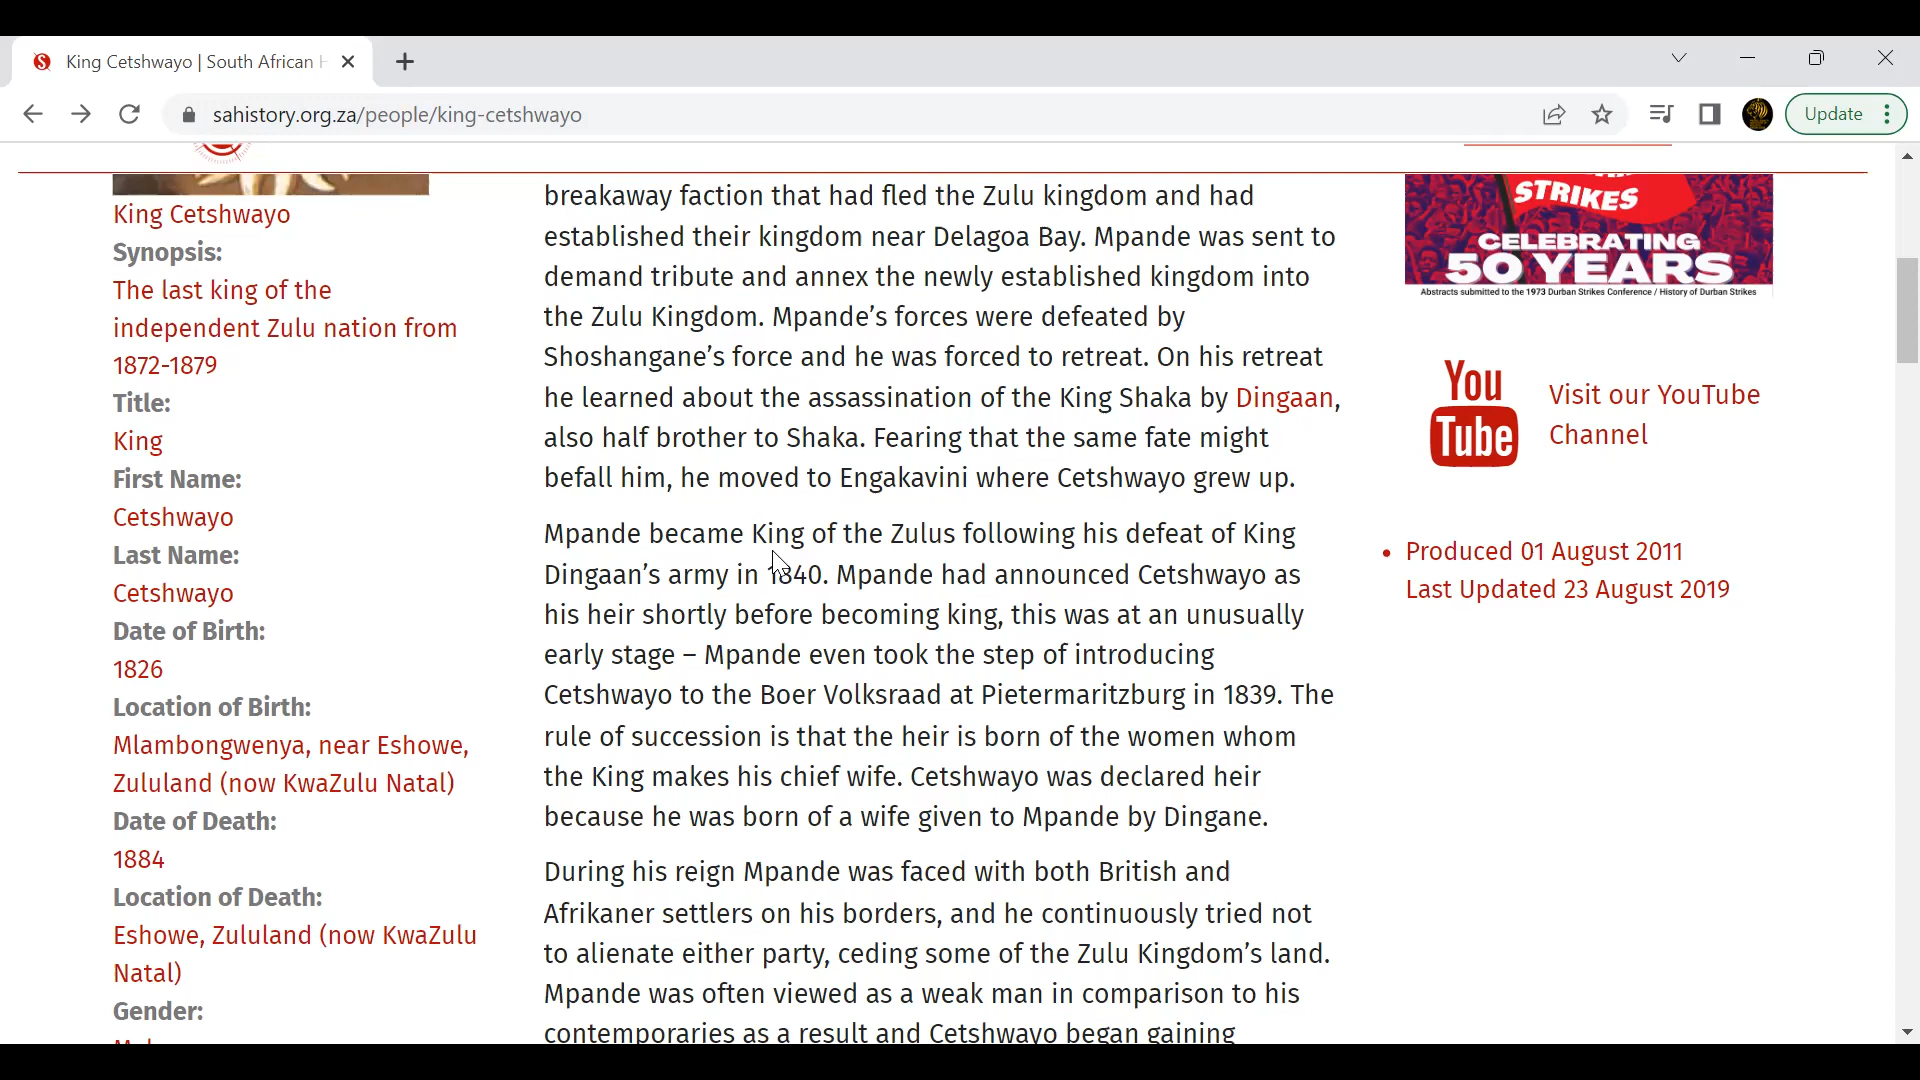 King Cetshwayo | South African H
sahistory.org.za/people/king-cetshwayo
Update
King Cetshwayo
Synopsis:
The last king of the
independent Zulu nation from
1872-1879
Title:
King
First Name:
Cetshwayo
Last Name:
Cetshwayo
Date of Birth:
1826
Location of Birth:
Mlambongwenya, near Eshowe,
Zululand (now KwaZulu Natal)
Date of Death:
1884
Location of Death:
Eshowe, Zululand (now KwaZulu
Natal)
Gender:
breakaway faction that had fled the Zulu kingdom and had
established their kingdom near Delagoa Bay. Mpande was sent to
demand tribute and annex the newly established kingdom into
the Zulu Kingdom. Mpande’s forces were defeated by
Shoshangane’s force and he was forced to retreat. On his retreat
he learned about the assassination of the King Shaka by Dingaan,
also half brother to Shaka. Fearing that the same fate might
befall him, he moved to Engakavini where Cetshwayo grew up.
Mpande became King of the Zulus following his defeat of King
Dingaan’s army in 1840. Mpande had announced Cetshwayo as
his heir shortly before becoming king, this was at an unusually
early stage – Mpande even took the step of introducing
Cetshwayo to the Boer Volksraad at Pietermaritzburg in 1839. The
rule of succession is that the heir is born of the women whom
the King makes his chief wife. Cetshwayo was declared heir
because he was born of a wife given to Mpande by Dingane.
During his reign Mpande was faced with both British and
Afrikaner settlers on his borders, and he continuously tried not
to alienate either party, ceding some of the Zulu Kingdom’s land.
Mpande was often viewed as a weak man in comparison to his
contemporaries as a result and Cetshwayo began gaining
STRIKES
CELEBRATING
50 YEARS
Abstracts submitted to the 1973 Durban Strikes Conference / History of Durban Strikes
You
Tube
Visit our YouTube
Channel
Produced 01 August 2011
Last Updated 23 August 2019